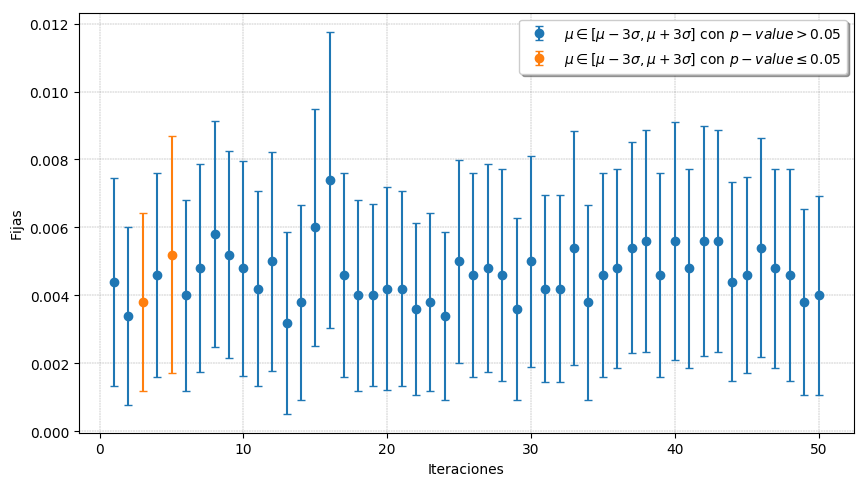 0.012
0.010
0.008
0.006
0.004
0.002
0.000
Fijas
μ ∈ [μ − 3σ, μ + 3σ] con p − value > 0.05
μ ∈ [μ − 3σ, μ + 3σ] con p − value ≤ 0.05
0 10 20 30 40 50
Iteraciones